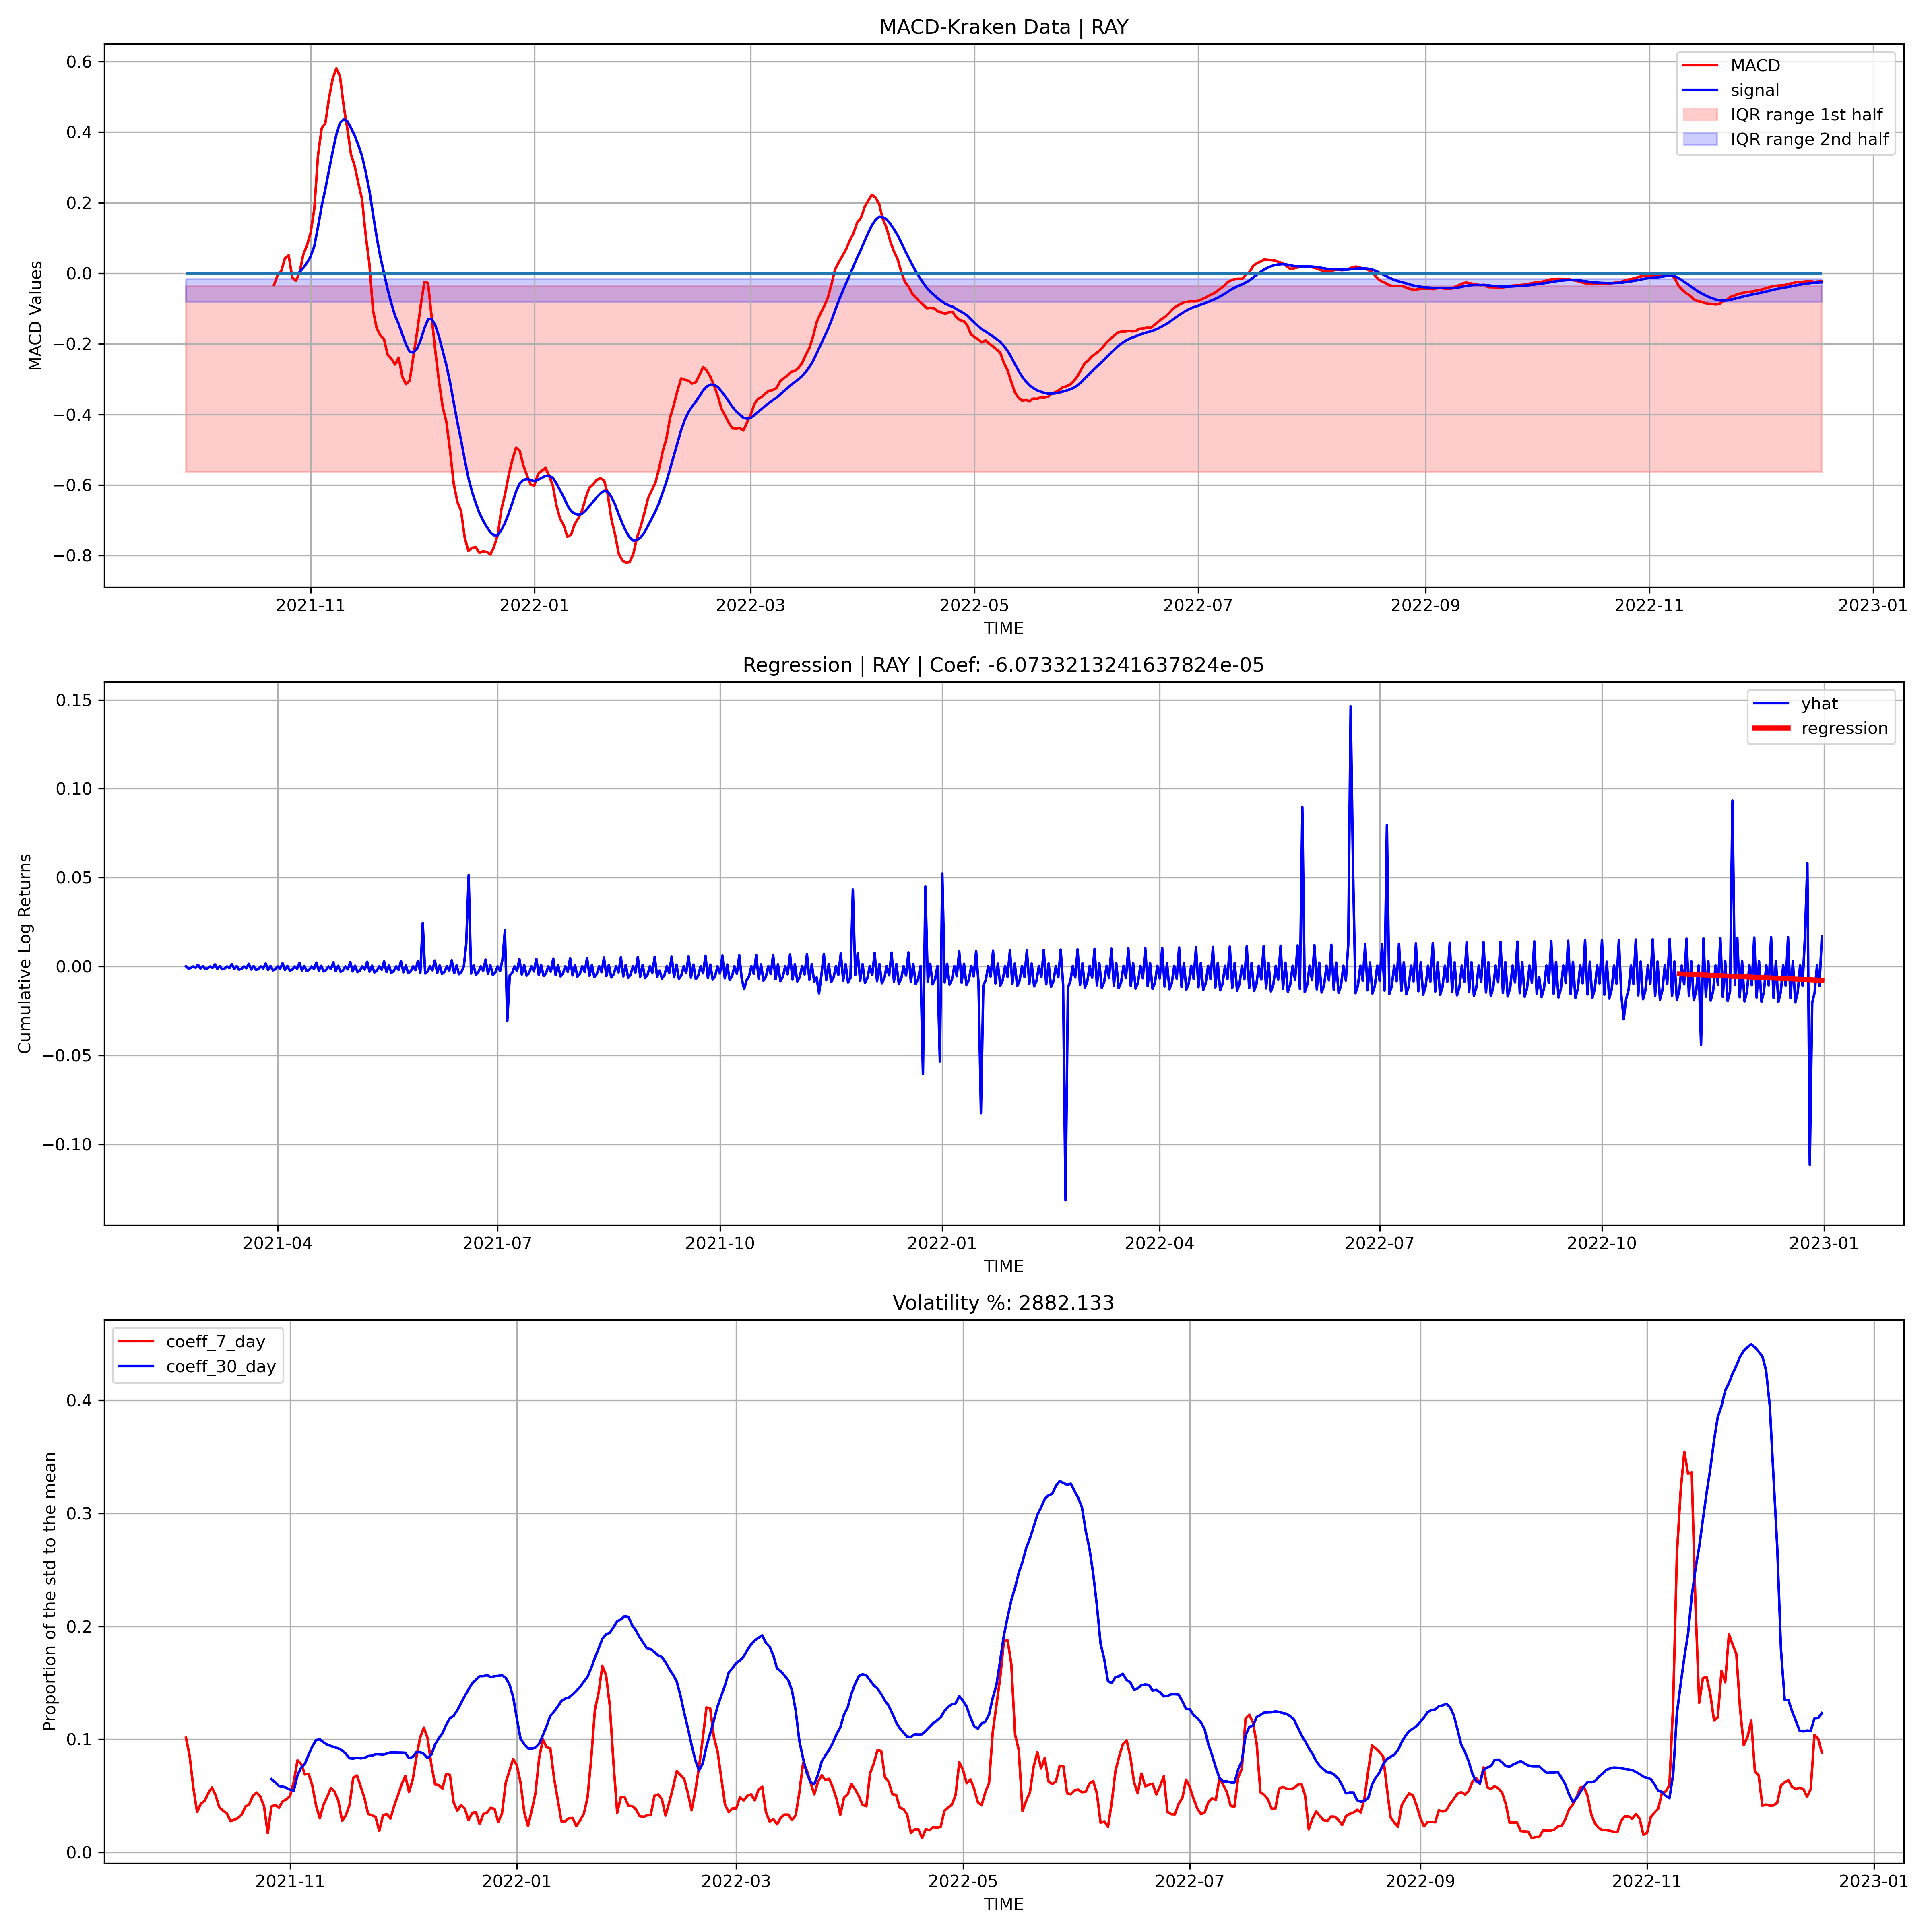 MACD-Kraken Data | RAY
MACD
signal
IQR range 1st half
IQR range 2nd half
0.6
0.4
0.2
0.0
−0.2
−0.4
−0.6
−0.8
MACD Values
2021-11 2022-01 2022-03 2022-05 2022-07 2022-09 2022-11 2023-01
TIME
Regression | RAY | Coef: -6.0733213241637824e-05
yhat
regression
0.15
0.10
0.05
0.00
−0.05
−0.10
Cumulative Log Returns
2021-04 2021-07 2021-10 2022-01 2022-04 2022-07 2022-10 2023-01
TIME
Volatility %: 2882.133
coeff_7_day
coeff_30_day
0.4
0.3
0.2
0.1
0.0
Proportion of the std to the mean
2021-11 2022-01 2022-03 2022-05 2022-07 2022-09 2022-11 2023-01
TIME